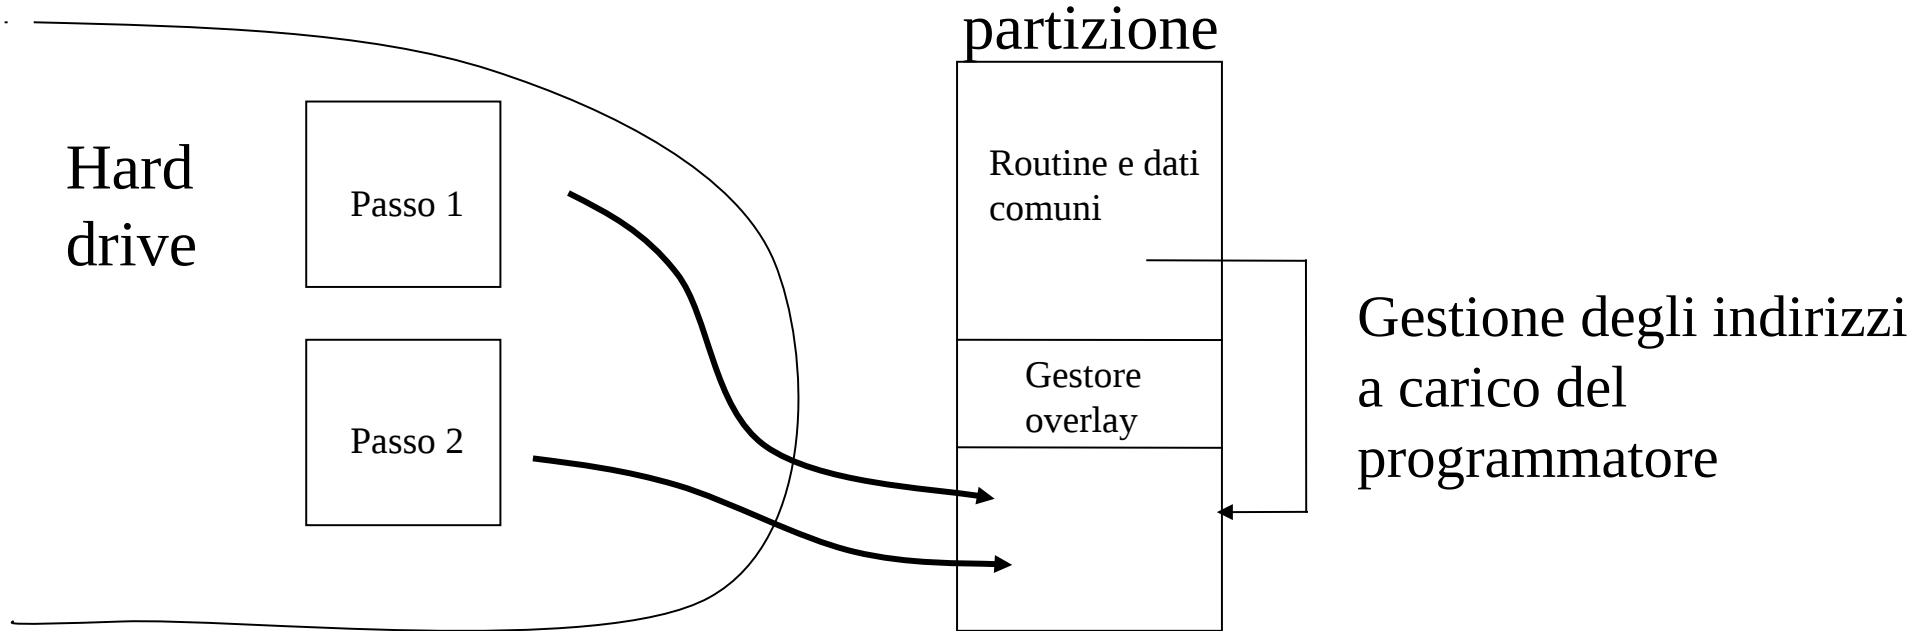 partizione
Hard
drive
Passo 1
Passo 2
Routine e dati
comuni
Gestore
overlay
Gestione degli indirizzi
a carico del
programmatore